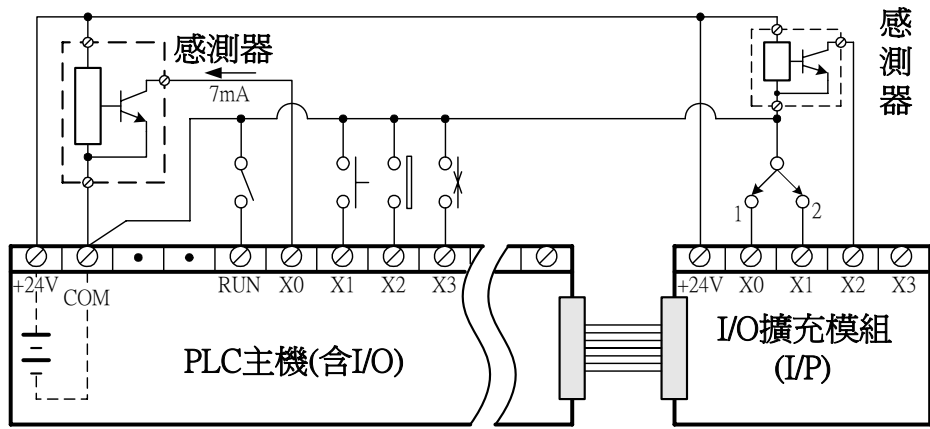 感測器
7mA
感測器
1
2
+24V
COM
RUN
X0
X1
X2
X3
+24V
X0
X1
X2
X3
PLC主機(含I/O)
I/O擴充模組
(I/P)